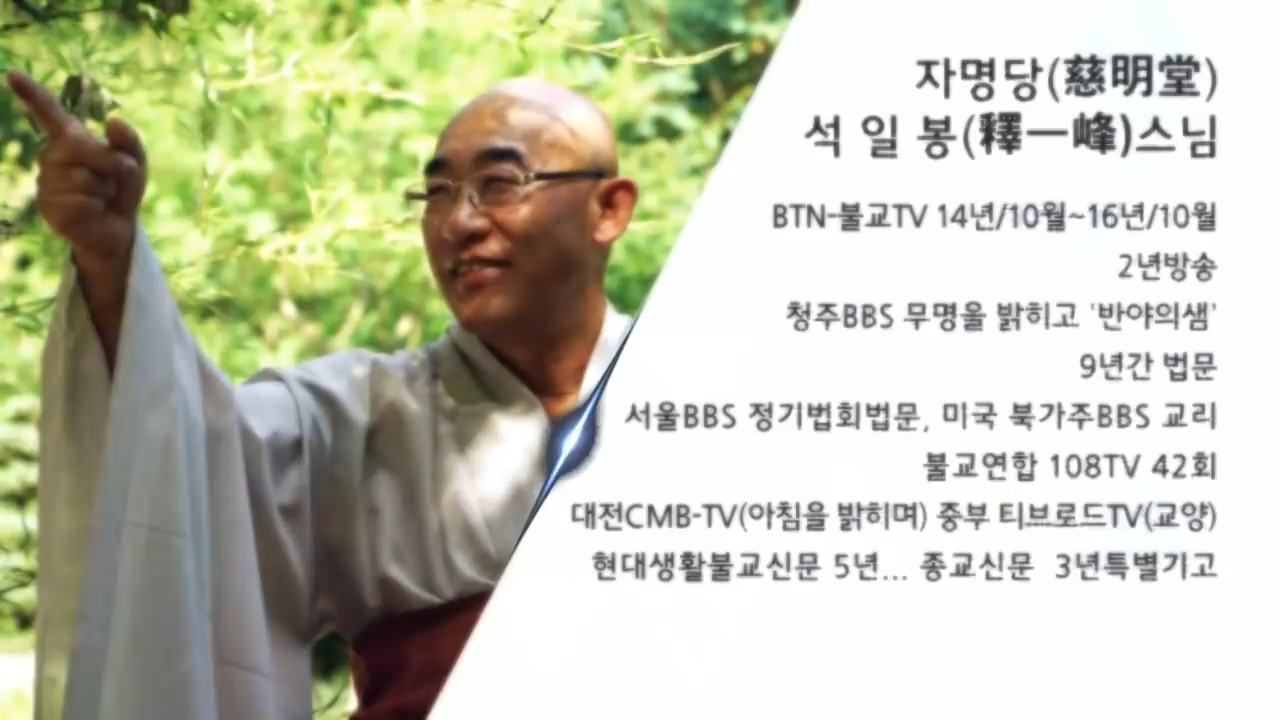 자명당(慈明堂)
석 일 봉(釋一峰)스님
BTN-불교TV 14년/10월~16년/10월
2년방송
청주BBS 무명을 밝히고 '반야의샘'
9년간 법문
서울BBS 정기법회법문, 미국 북가주BBS 교리
불교연합 108TV 42회
대전CMB-TV(아침을 밝히며) 중부 티브로드TV(교양)
현대생활불교신문 5년... 종교신문 3년특별기고